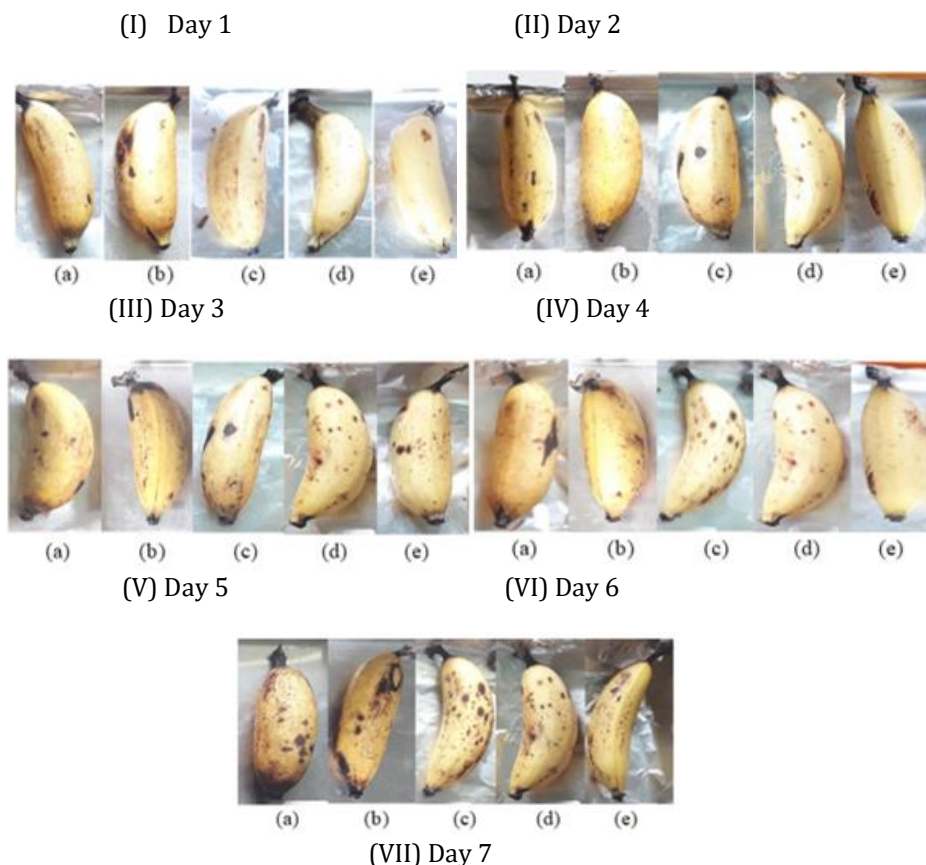 (I) Day 1 (II) Day 2
(a) (b) (c) (d) (e) (a) (b) (c) (d) (e)
(III) Day 3 (IV) Day 4
(a) (b) (c) (d) (e) (a) (b) (c) (d) (e)
(V) Day 5 (VI) Day 6
(a) (b) (c) (d) (e)
(VII) Day 7